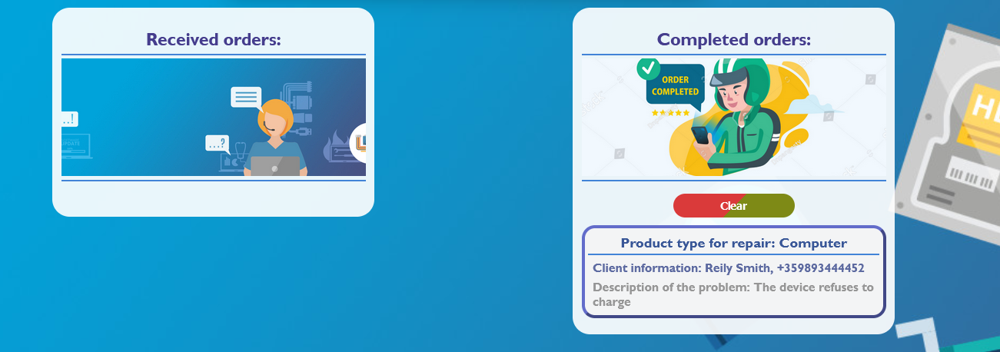 Received orders:
...!
UPDATE
...?
Completed orders:
ORDER
COMPLETED
Clear
Product type for repair: Computer
Client information: Reily Smith, +359893444452
Description of the problem: The device refuses to
charge